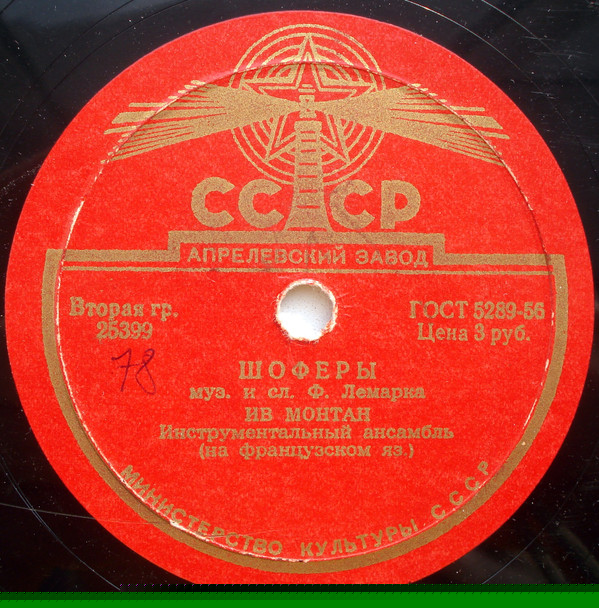 СССР
АПРЕЛЕВСКИЙ ЗАВОД
Вторая гр.
25399
ГОСТ 5289-56
Цена 3 руб.
78
ШОФЕРЫ
муз. и сл. Ф. Лемарка
ИВ МОНТАН
Инструментальный ансамбль
(на французском яз.)
МИНИСТЕРСТВО КУЛЬТУРЫ СССР